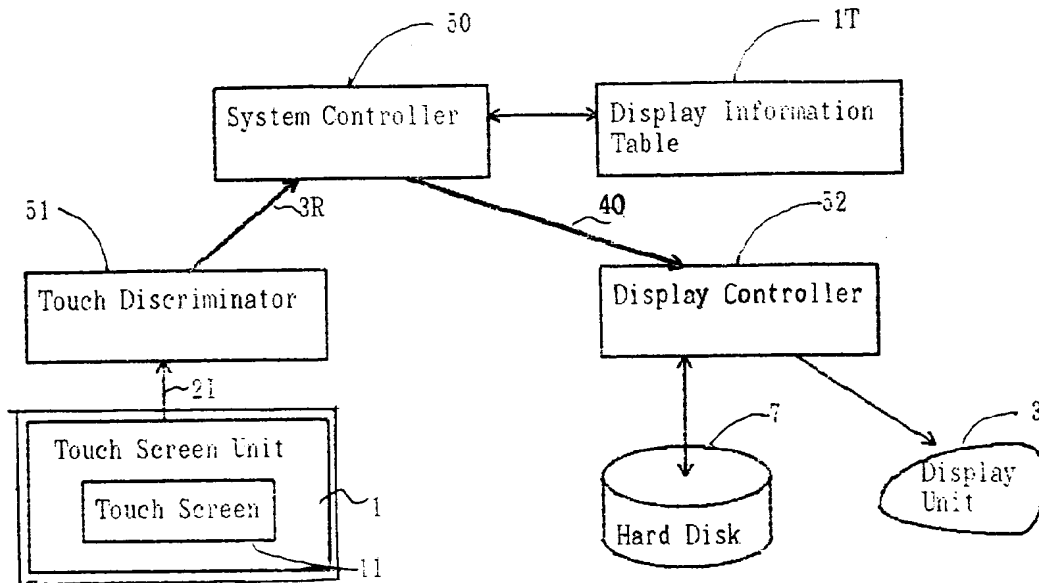 50
1T
System Controller
Display Information
Table
3R
40
51
52
Touch Discriminator
Display Controller
21
Touch Screen Unit
7
3
Touch Screen
1
Display
Unit
11
Hard Disk